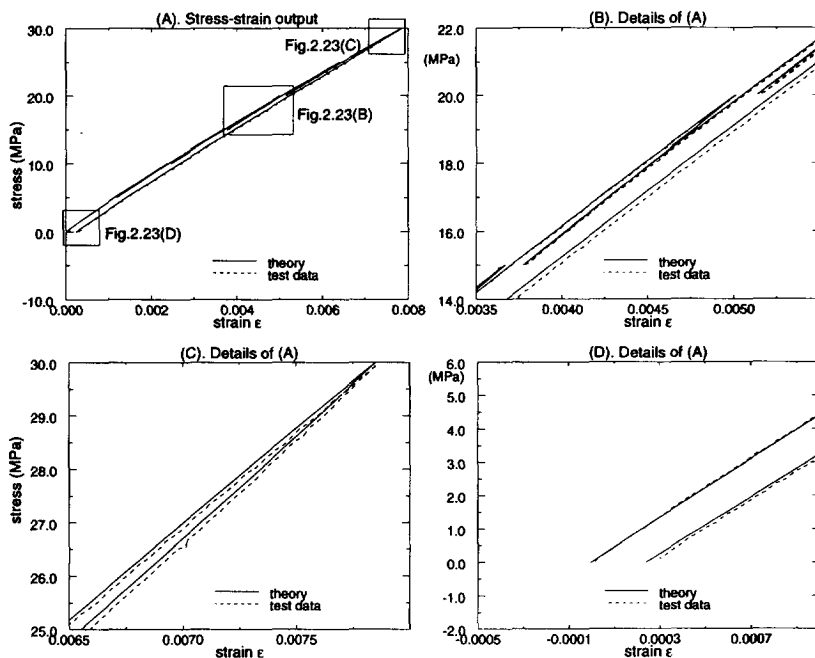 (A). Stress-strain output
30.0
20.0
10.0
0.0
-10.0
stress (MPa)
Fig.2.23(C)
Fig.2.23(B)
Fig.2.23(D)
theory
test data
0.000
0.002
0.004
0.006
0.008
strain ε
(B). Details of (A)
22.0
(MPa)
20.0
18.0
16.0
14.0
theory
test data
0.0035
0.0040
0.0045
0.0050
strain ε
(C). Details of (A)
30.0
29.0
28.0
27.0
26.0
25.0
stress (MPa)
theory
test data
0.0065
0.0070
0.0075
strain ε
(D). Details of (A)
6.0
(MPa)
5.0
4.0
3.0
2.0
1.0
0.0
-1.0
-2.0
theory
test data
-0.0005
-0.0001
0.0003
0.0007
strain ε